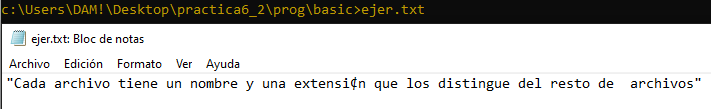 c:\Users\DAM!\Desktop\practica6_2\prog\basic>ejer.txt
ejer.txt: Bloc de notas
Archivo Edición Formato Ver Ayuda
"Cada archivo tiene un nombre y una extensi¢n que los distingue del resto de  archivos"